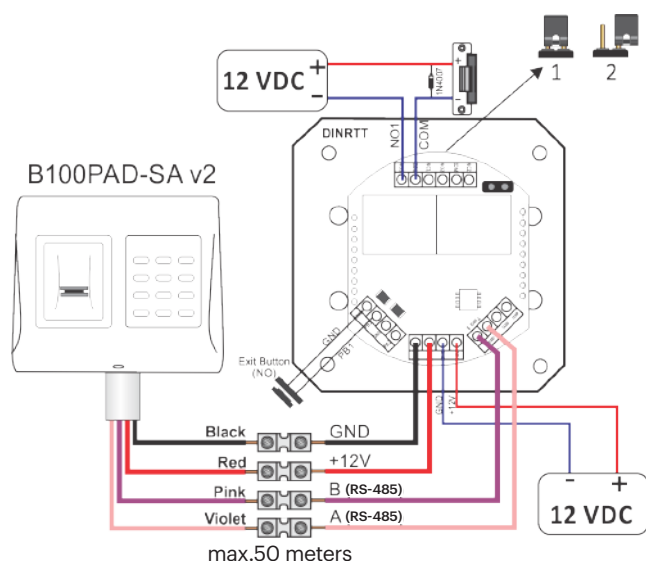 12 VDC
+
-
+
-
1N4007
1
2
DINRTT
NO1
COM
B100PAD-SA v2
GND
PB1
Exit Button
(NO)
GND
+12V
Black
GND
Red
+12V
Pink
B (RS-485)
Violet
A (RS-485)
max.50 meters
- +
12 VDC